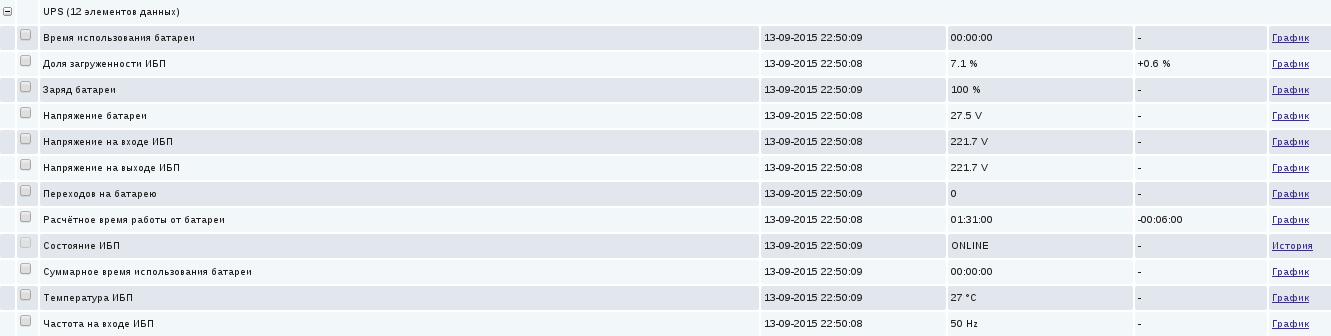 UPS (12 элементов данных)
Время использования батареи 13-09-2015 22:50:09 00:00:00 - График
Доля загруженности ИБП 13-09-2015 22:50:08 7.1 % +0.6 % График
Заряд батареи 13-09-2015 22:50:09 100 % - График
Напряжение батареи 13-09-2015 22:50:08 27.5 V - График
Напряжение на входе ИБП 13-09-2015 22:50:08 221.7 V - График
Напряжение на выходе ИБП 13-09-2015 22:50:08 221.7 V - График
Переходов на батарею 13-09-2015 22:50:09 0 - График
Расчётное время работы от батареи 13-09-2015 22:50:08 01:31:00 -00:06:00 График
Состояние ИБП 13-09-2015 22:50:09 ONLINE - История
Суммарное время использования батареи 13-09-2015 22:50:09 00:00:00 - График
Температура ИБП 13-09-2015 22:50:09 27 °C - График
Частота на входе ИБП 13-09-2015 22:50:08 50 Hz - График